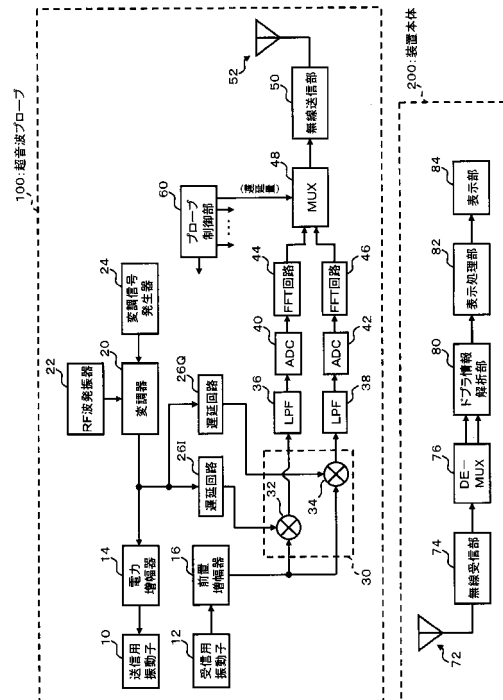 100:超音波プローブ
22
RF波発振器
24
変調信号
発生器
20
変調器
26I
遅延回路
26Q
遅延回路
14
電力
増幅器
10
送信用
振動子
16
前置
増幅器
12
受信用
振動子
32
34
30
36
LPF
38
LPF
40
ADC
42
ADC
44
FFT回路
46
FFT回路
60
プローブ
制御部
(遅延量)
48
MUX
50
無線送信部
52
200:装置本体
72
74
無線受信部
76
DE-
MUX
80
ドプラ情報
解析部
82
表示処理部
84
表示部